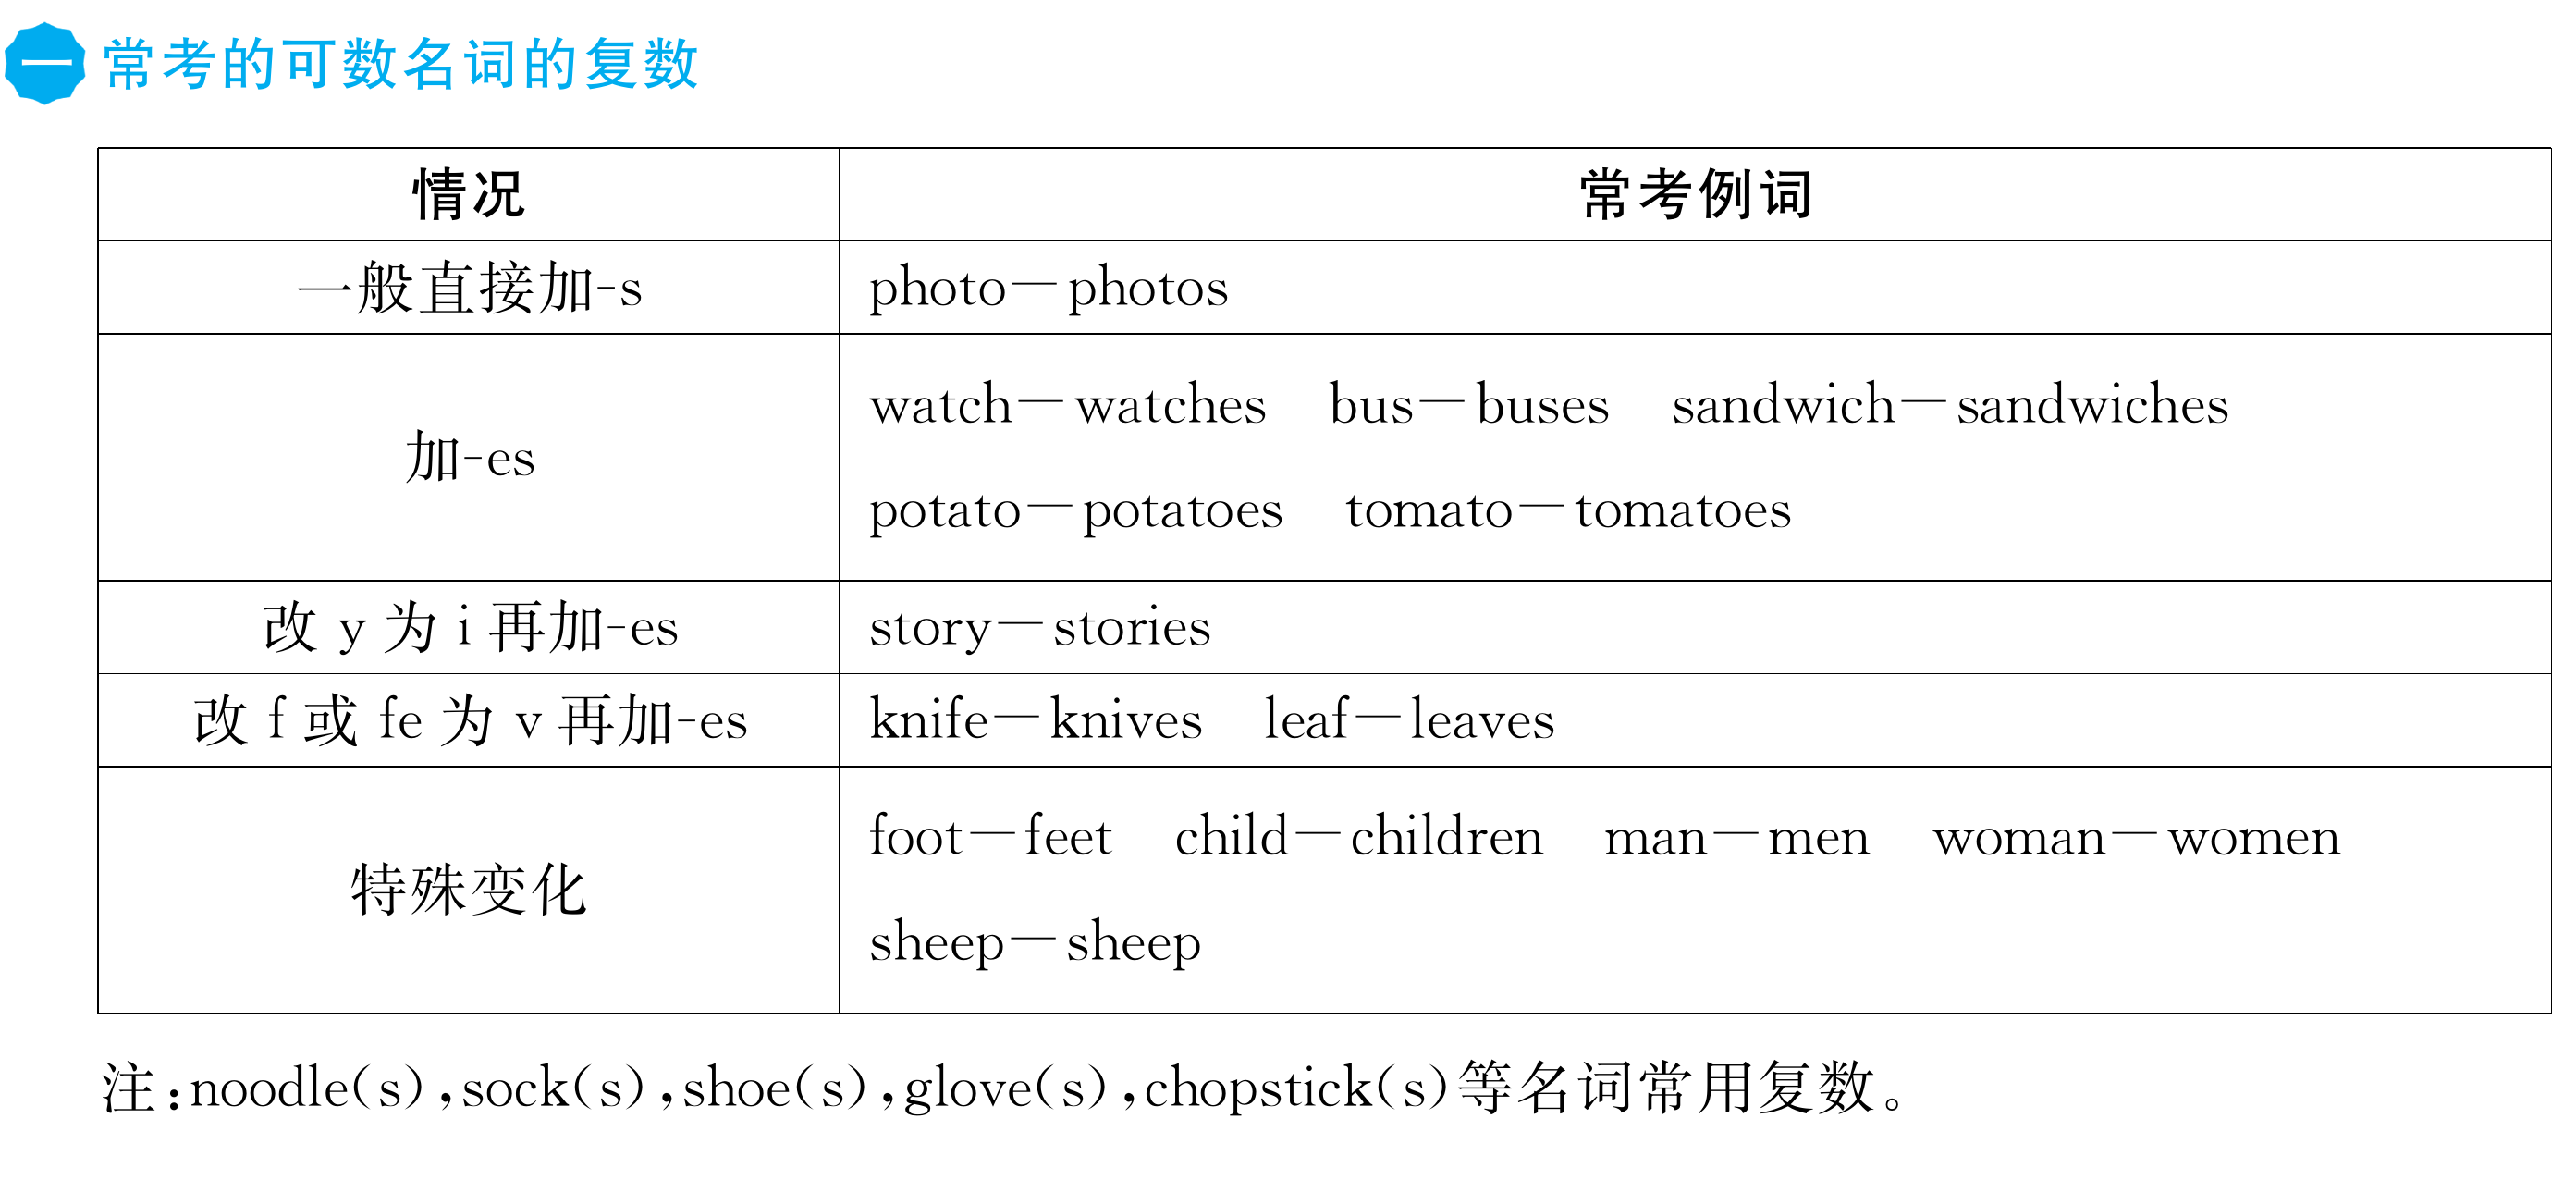 一 常考的可数名词的复数
情况 常考例词
一般直接加-s photo—photos
加-es watch—watches bus—buses sandwich—sandwiches
potato—potatoes tomato—tomatoes
改 y 为 i 再加-es story—stories
改 f 或 fe 为 v 再加-es knife—knives leaf—leaves
特殊变化 foot—feet child—children man—men woman—women
sheep—sheep
注:noodle(s),sock(s),shoe(s),glove(s),chopstick(s)等名词常用复数。